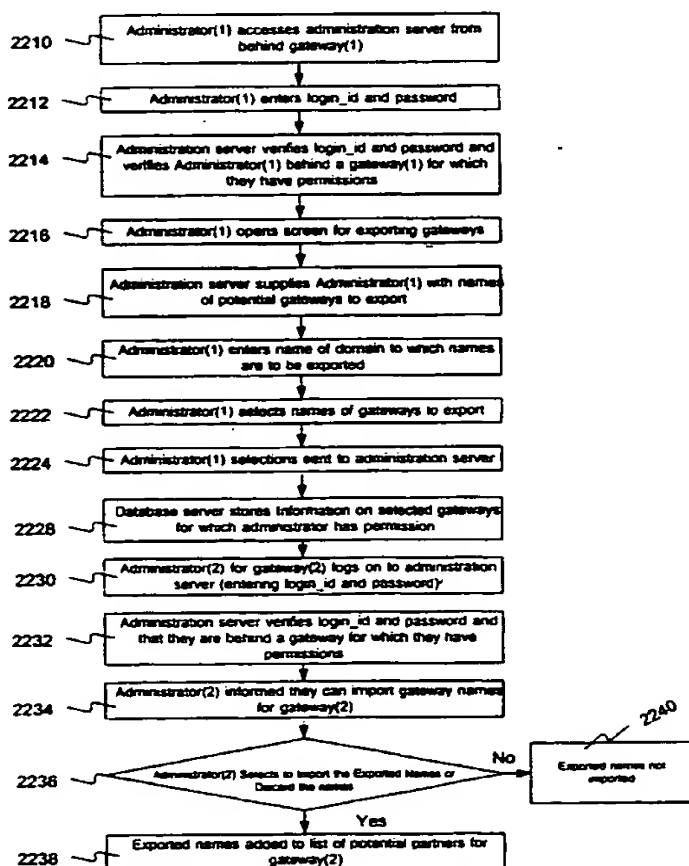 2210
Administrator(1) accesses administration server from
behind gateway(1)
2212
Administrator(1) enters login_id and password
2214
Administration server verifies login_id and password and
verifies Administrator(1) behind a gateway(1) for which
they have permissions
2216
Administrator(1) opens screen for exporting gateways
2218
Administration server supplies Administrator(1) with names
of potential gateways to export
2220
Administrator(1) enters name of domain to which names
are to be exported
2222
Administrator(1) selects names of gateways to export
2224
Administrator(1) selections sent to administration server
2228
Database server stores Information on selected gateways
for which administrator has permission
2230
Administrator(2) for gateway(2) logs on to administration
server (entering login_id and password)
2232
Administration server verifies login_id and password and
that they are behind a gateway for which they have
permissions
2234
Administrator(2) informed they can import gateway names
for gateway(2)
2236
Administrator(2) Selects to Import the Exported Names or
Discard the names
No
2240
Exported names not
Yes
2238
Exported names added to list of potential partners for
gateway(2)